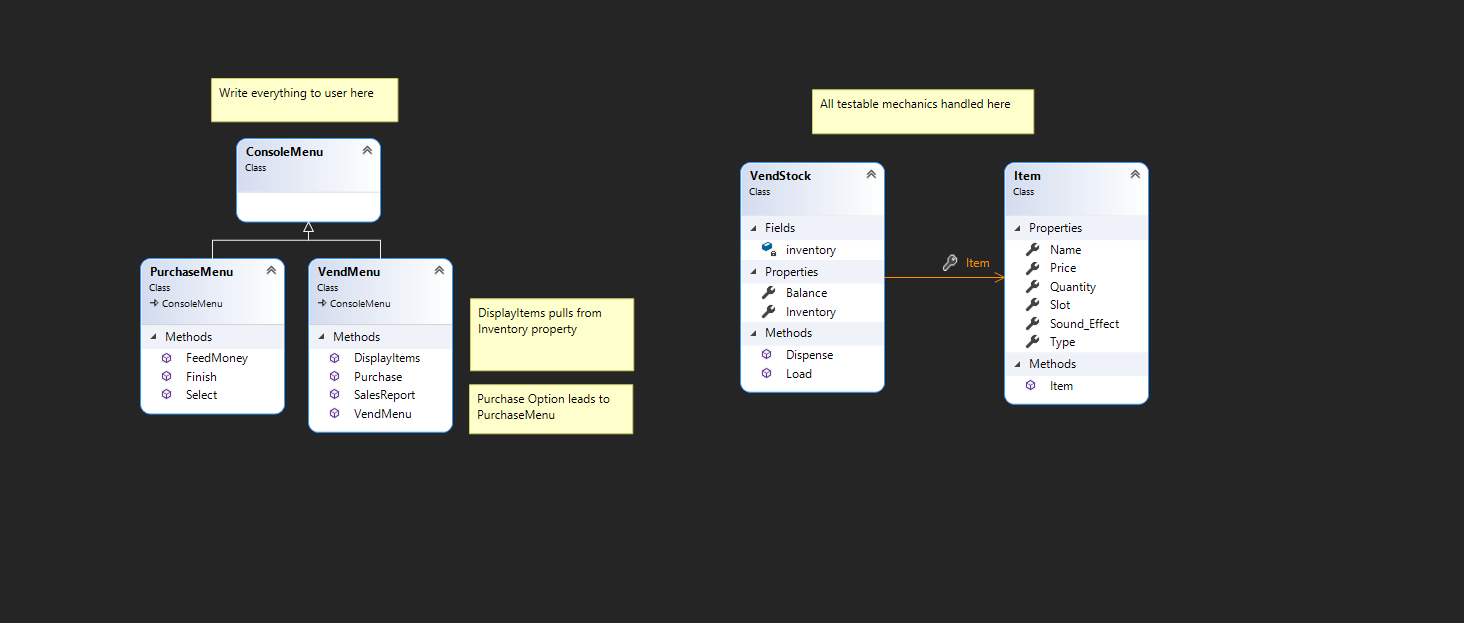 Write everything to user here
ConsoleMenu
Class
PurchaseMenu
Class
ConsoleMenu
Methods
FeedMoney
Finish
Select
VendMenu
Class
ConsoleMenu
Methods
DisplayItems
Purchase
SalesReport
VendMenu
DisplayItems pulls from
Inventory property
Purchase Option leads to
PurchaseMenu
All testable mechanics handled here
VendStock
Class
Fields
inventory
Properties
Balance
Inventory
Methods
Dispense
Load
Item
Item
Class
Properties
Name
Price
Quantity
Slot
Sound_Effect
Type
Methods
Item